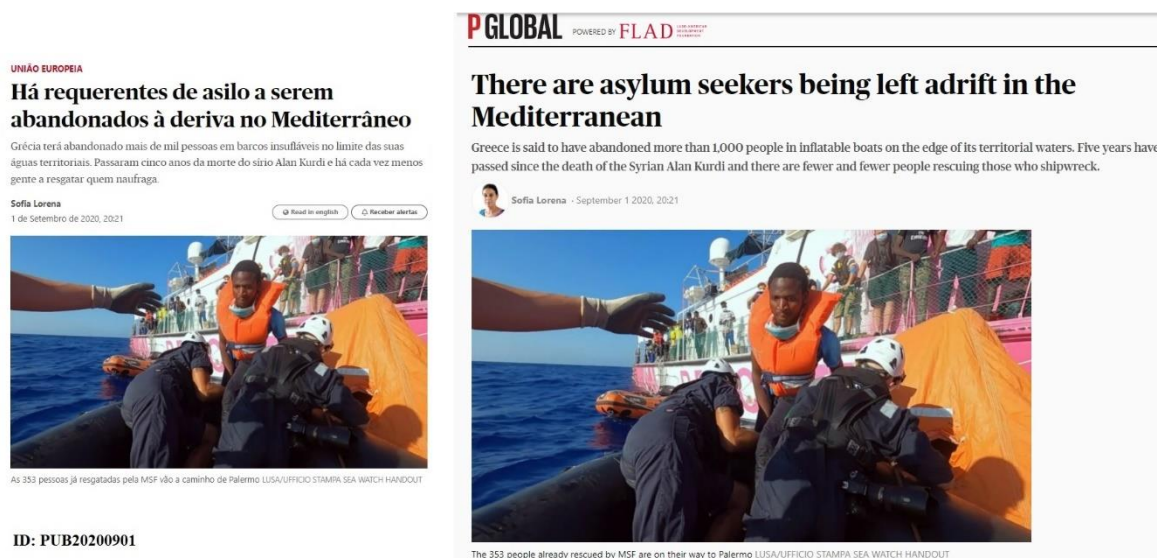 UNIÃO EUROPEIA
Há requerentes de asilo a serem
abandonados à deriva no Mediterrâneo
Grécia terá abandonado mais de mil pessoas em barcos insufláveis no limite das suas
águas territoriais. Passaram cinco anos da morte do sírio Alan Kurdi e há cada vez menos
gente a resgatar quem naufraga.
Sofia Lorena
1 de Setembro de 2020, 20:21
Read in english
Receber alertas
As 353 pessoas já resgatadas pela MSF vão a caminho de Palermo LUSA/UFFICIO STAMPA SEA WATCH HANDOUT
ID: PUB20200901
P GLOBAL POWERED BY FLAD
There are asylum seekers being left adrift in the
Mediterranean
Greece is said to have abandoned more than 1,000 people in inflatable boats on the edge of its territorial waters. Five years have
passed since the death of the Syrian Alan Kurdi and there are fewer and fewer people rescuing those who shipwreck.
Sofia Lorena · September 1 2020, 20:21
The 353 people already rescued by MSF are on their way to Palermo LUSA/UFFICIO STAMPA SEA WATCH HANDOUT